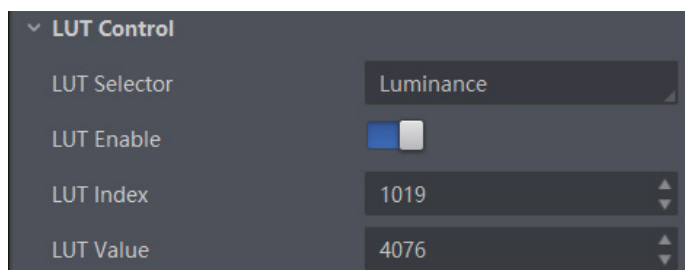 LUT Control
LUT Selector Luminance
LUT Enable
LUT Index 1019
LUT Value 4076